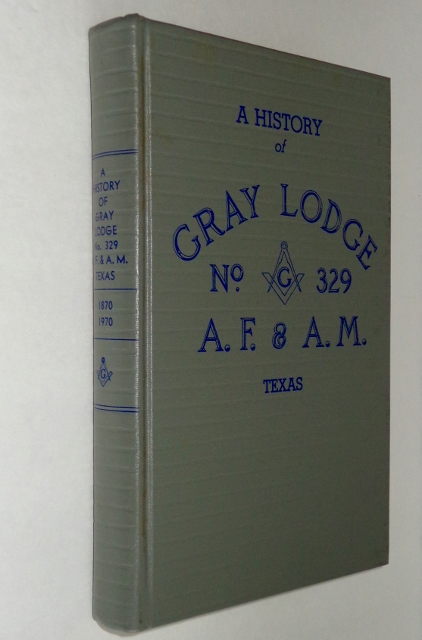 A HISTORY
of
GRAY LODGE
No. G 329
A. F. & A. M.
TEXAS
A
HISTORY
OF
GRAY
LODGE
No. 329
F. & A. M.
TEXAS
1870
1970
G